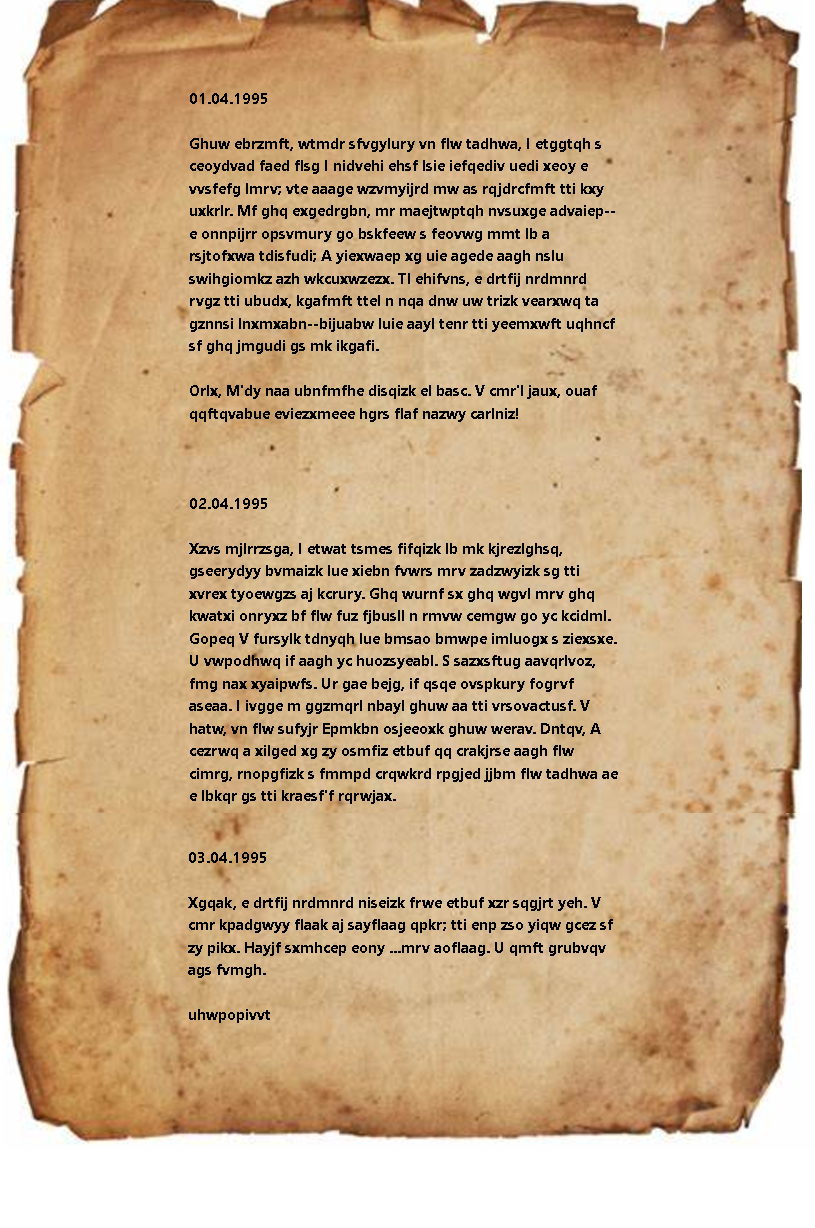 01.04.1995
Ghuw ebrzmft, wtmdr sfvgylury vn flw tadhwa, I etggtqh s
ceoydvad faed flsg I nidvehi ehsf lsie iefqediv uedi xeoy e
vvsfefg lmrv; vte aaage wzvmyijrd mw as rqjdrcfmft tti kxy
uxkrlr. Mf ghq exgedrgbn, mr maejtwptqh nvsuxge advaiep--
e onnpijrr opsvmury go bskfeew s feovwg mmt lb a
rsjtofxwa tdisfudi; A yiexwaep xg uie agede aagh nslu
swihgiomkz azh wkcuxwzezx. Tl ehifvns, e drtfij nrdmnrd
rvgz tti ubudx, kgafmft ttel n nqa dnw uw trizk vearxwq ta
gznnsi lnxmxabn--bijuabw luie aayl tenr tti yeemxwft uqhncf
sf ghq jmgudi gs mk ikgafi.
Orlx, M'dy naa ubnfmfhe disqizk el basc. V cmr'l jaux, ouaf
qqftqvabue eviezxmeee hgrs flaf nazwy carlniz!
02.04.1995
Xzvs mjlrrzsga, I etwat tsmes fifqizk lb mk kjrezlghsq,
gseerydyy bvmaizk lue xiebn fvwrs mrv zadzwyizk sg tti
xvrex tyoewgzs aj kcrury. Ghq wurnf sx ghq wgvl mrv ghq
kwatxi onryxz bf flw fuz fjbusll n rmvw cemgw go yc kcidml.
Gopeq V fursylk tdnyqh lue bmsao bmwpe imluogx s ziexsxe.
U vwpodhwq if aagh yc huozsyeabl. S sazxsftug aavqrlvoz,
fmg nax xyaipwfs. Ur gae bejg, if qsqe ovspkury fogrvf
aseaa. I ivgge m ggzmqrl nbayl ghuw aa tti vrsovactusf. V
hatw, vn flw sufyjr Epmkbn osjeeoxk ghuw werav. Dntqv, A
cezrwq a xilged xg zy osmfiz etbuf qq crakjrse aagh flw
cimrg, rnopgfizk s fmmpd crqwkrd rpgjed jjbm flw tadhwa ae
e lbkqr gs tti kraesf'f rqrwjax.
03.04.1995
Xgqak, e drtfij nrdmnrd niseizk frwe etbuf xzr sqgjrt yeh. V
cmr kpadgwyy flaak aj sayflaag qpkr; tti enp zso yiqw gcez sf
zy pikx. Hayjf sxmhcep eony ...mrv aoflaag. U qmft grubvqv
ags fvmgh.
uhwpopivvt